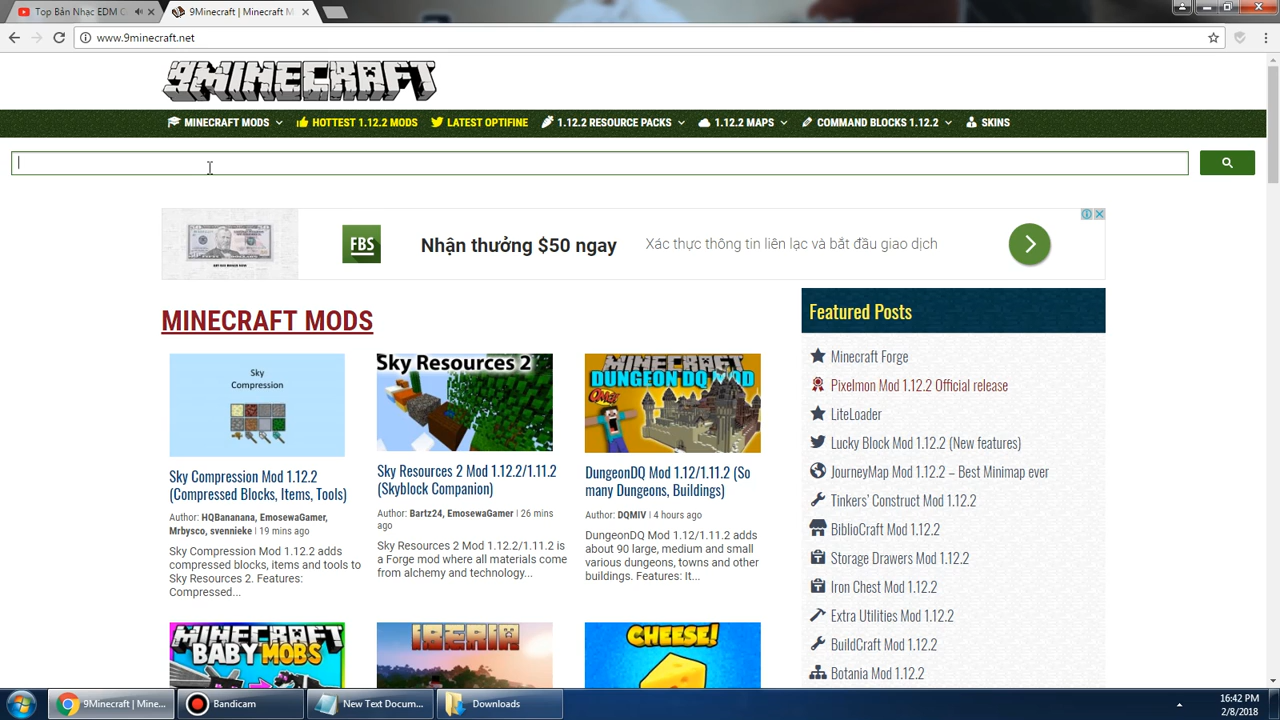 Top Bản Nhạc EDM G
9Minecraft | Minecraft M
www.9minecraft.net
9MINECRAFT
MINECRAFT MODS
HOTTEST 1.12.2 MODS
LATEST OPTIFINE
1.12.2 RESOURCE PACKS
1.12.2 MAPS
COMMAND BLOCKS 1.12.2
SKINS
FBS
Nhận thưởng $50 ngay
Xác thực thông tin liên lạc và bắt đầu giao dịch
MINECRAFT MODS
Sky
Compression
Sky Compression Mod 1.12.2
(Compressed Blocks, Items, Tools)
Author: HQBananana, EmosewaGamer,
Mrbysco, svennieke | 19 mins ago
Sky Compression Mod 1.12.2 adds
compressed blocks, items and tools to
Sky Resources 2. Features:
Compressed...
Sky Resources 2
Sky Resources 2 Mod 1.12.2/1.11.2
(Skyblock Companion)
Author: Bartz24, EmosewaGamer | 26 mins
ago
Sky Resources 2 Mod 1.12.2/1.11.2 is
a Forge mod where all materials come
from alchemy and technology...
MINECRAFT
DUNGEON DQ MOD
OMG!
DungeonDQ Mod 1.12/1.11.2 (So
many Dungeons, Buildings)
Author: DQMIV | 4 hours ago
DungeonDQ Mod 1.12/1.11.2 adds
about 90 large, medium and small
various dungeons, towns and other
buildings. Features: It...
MINECRAFT
BABY MOBS
IBERIA
CHEESE!
Featured Posts
Minecraft Forge
Pixelmon Mod 1.12.2 Official release
LiteLoader
Lucky Block Mod 1.12.2 (New features)
JourneyMap Mod 1.12.2 – Best Minimap ever
Tinkers' Construct Mod 1.12.2
BiblioCraft Mod 1.12.2
Storage Drawers Mod 1.12.2
Iron Chest Mod 1.12.2
Extra Utilities Mod 1.12.2
BuildCraft Mod 1.12.2
Botania Mod 1.12.2
9Minecraft | Mine...
Bandicam
New Text Docum...
Downloads
16:42 PM
2/8/2018